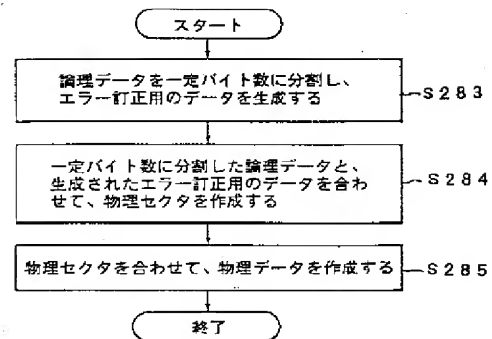 スタート
論理データを一定バイト数に分割し、
エラー訂正用のデータを生成する
S283
一定バイト数に分割した論理データと、
生成されたエラー訂正用のデータを合わ
せて、物理セクタを作成する
S284
物理セクタを合わせて、物理データを作成する
S285
終了